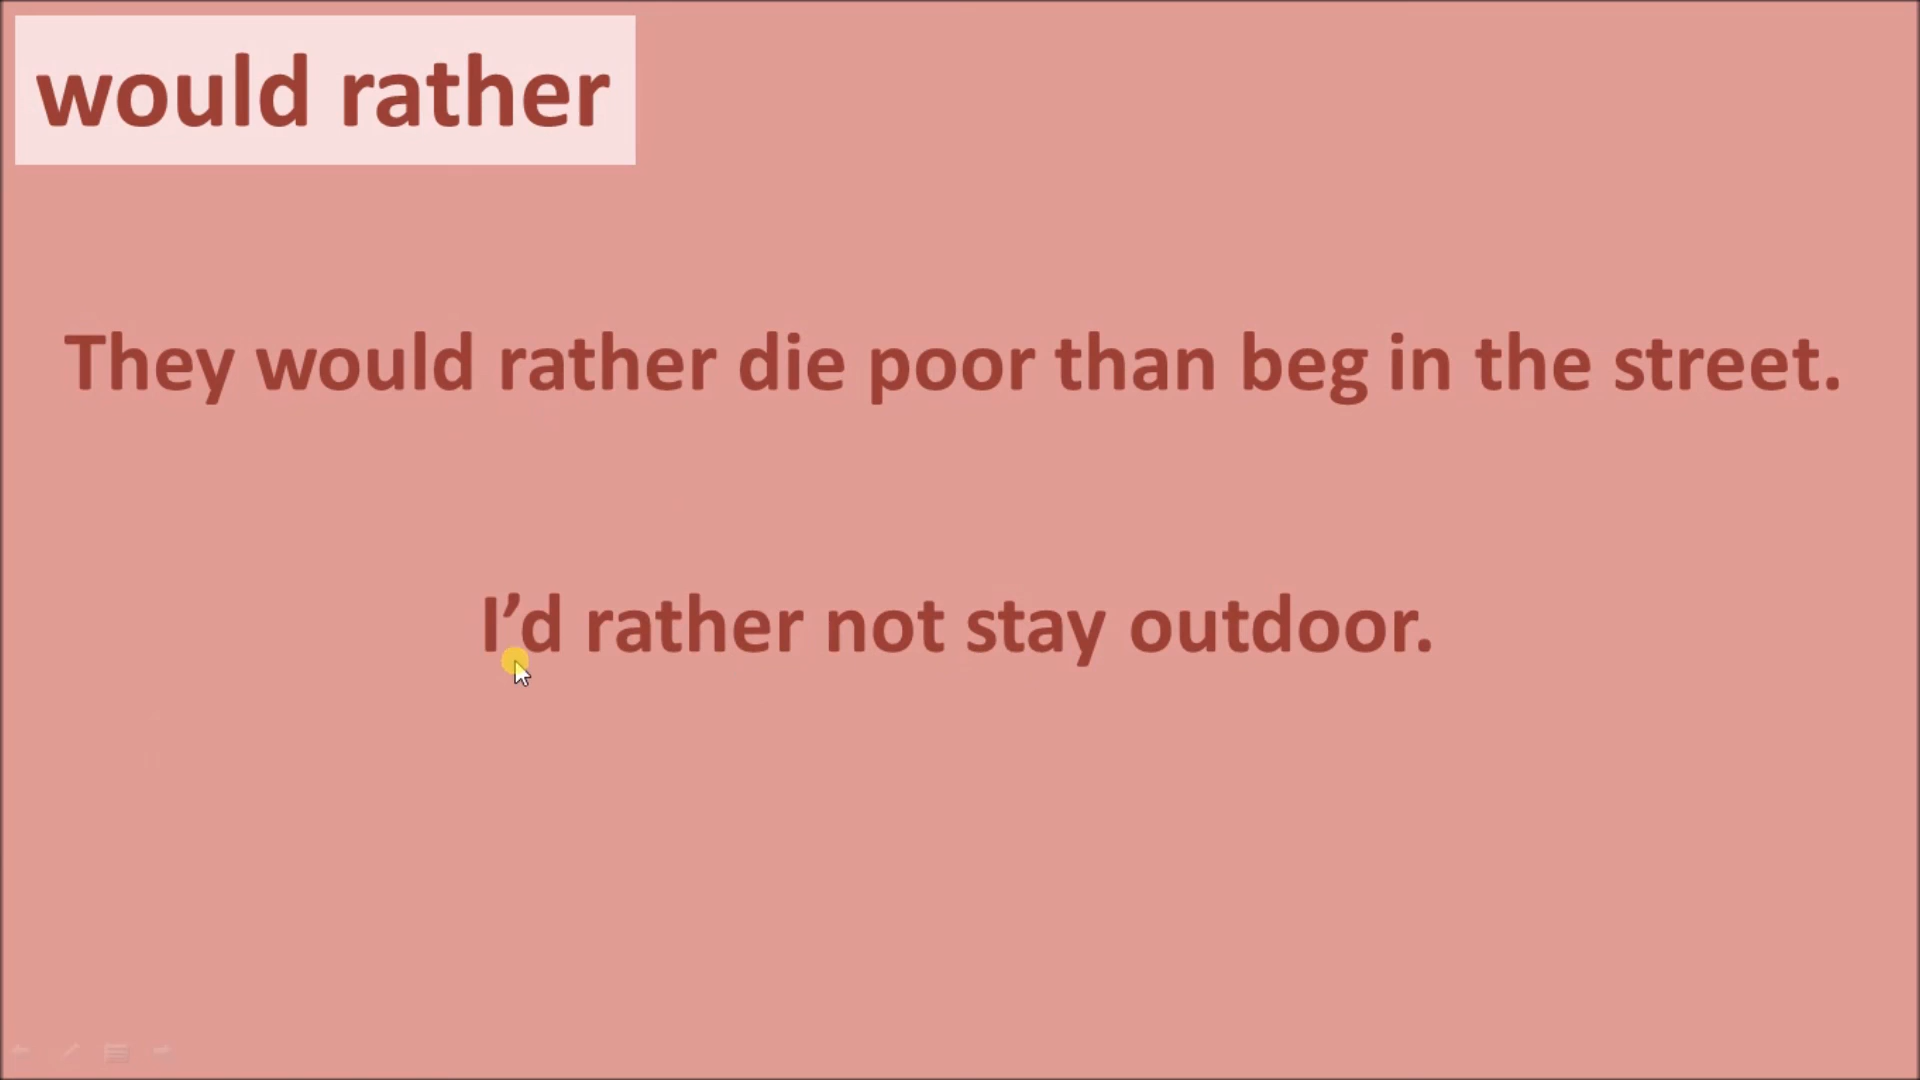 would rather
They would rather die poor than beg in the street.
I’d rather not stay outdoor.